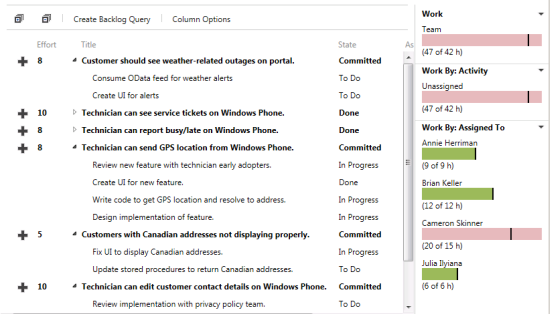 Create Backlog Query Column Options
Effort Title State As
8 Customer should see weather-related outages on portal. Committed
Consume OData feed for weather alerts To Do
Create UI for alerts To Do
10 Technician can see service tickets on Windows Phone. Done
8 Technician can report busy/late on Windows Phone. Done
8 Technician can send GPS location from Windows Phone. Committed
Review new feature with technician early adopters. In Progress
Create UI for new feature. Done
Write code to get GPS location and resolve to address. In Progress
Design implementation of feature. In Progress
5 Customers with Canadian addresses not displaying properly. Committed
Fix UI to display Canadian addresses. In Progress
Update stored procedures to return Canadian addresses. To Do
10 Technician can edit customer contact details on Windows Phone. Committed
Review implementation with privacy policy team. To Do
Work
Team
(47 of 42 h)
Work By: Activity
Unassigned
(47 of 42 h)
Work By: Assigned To
Annie Herriman
(9 of 9 h)
Brian Keller
(12 of 12 h)
Cameron Skinner
(20 of 15 h)
Julia Ilyiana
(6 of 6 h)